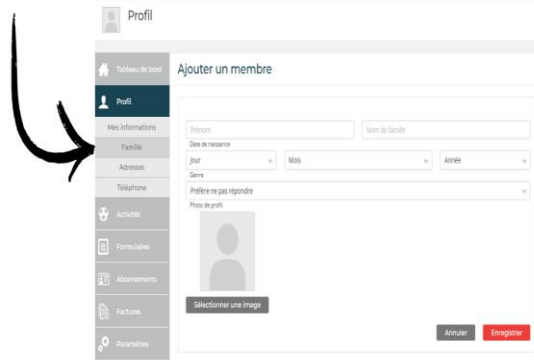 Profil
Tableau de bord
Ajouter un membre
Profil
Mes informations
Prénom
Nom de famille
Famille
Date de naissance
Jour
Mois
Année
Adresses
Genre
Téléphone
Préfère ne pas répondre
Photo de profil
Activités
Formulaires
Abonnements
Sélectionner une image
Factures
Annuler
Enregistrer
Paramètres